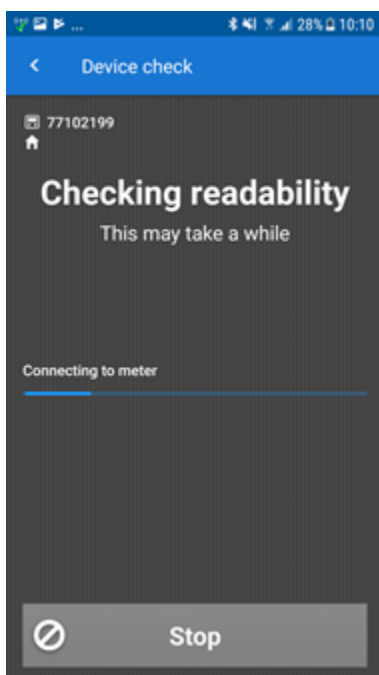 ... 28% 10:10
Device check
77102199
Checking readability
This may take a while
Connecting to meter
Stop